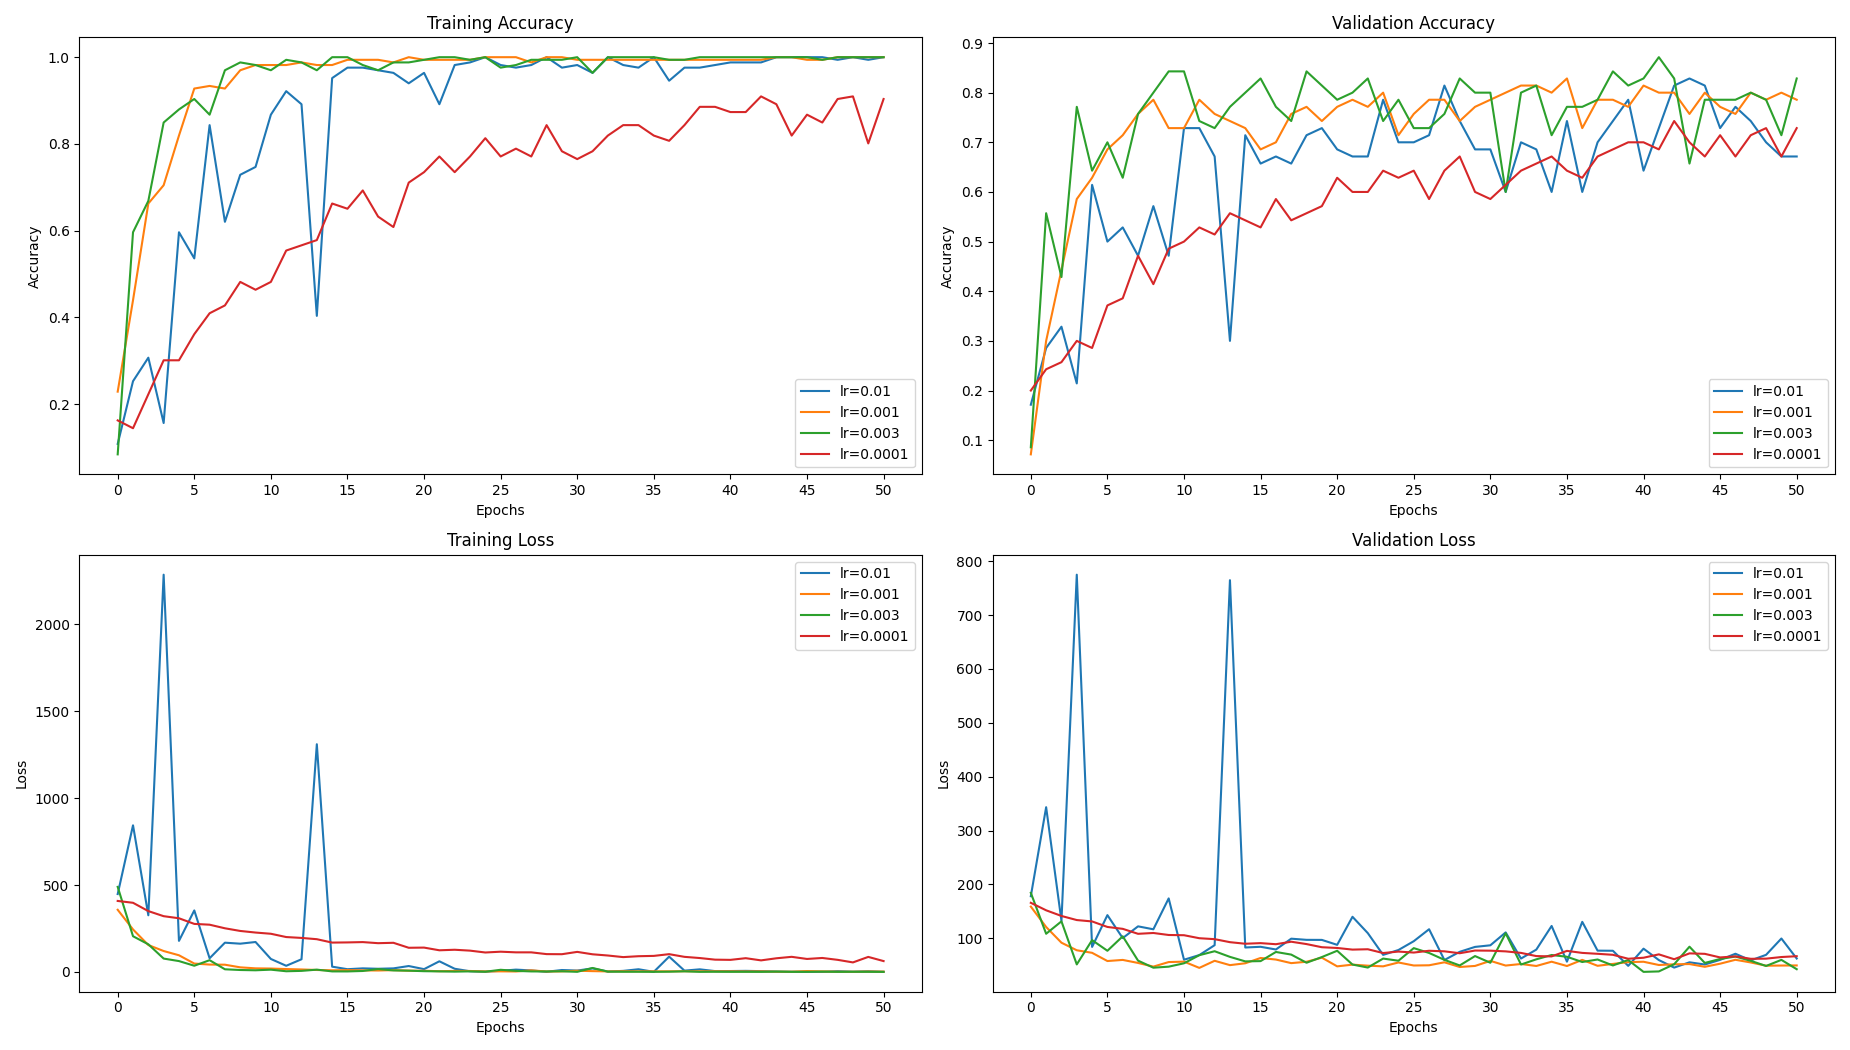 Training Accuracy
Accuracy
1.0
0.8
0.6
0.4
0.2
lr=0.01
lr=0.001
lr=0.003
lr=0.0001
0 5 10 15 20 25 30 35 40 45 50
Epochs
Validation Accuracy
Accuracy
0.9
0.8
0.7
0.6
0.5
0.4
0.3
0.2
0.1
lr=0.01
lr=0.001
lr=0.003
lr=0.0001
0 5 10 15 20 25 30 35 40 45 50
Epochs
Training Loss
Loss
2000
1500
1000
500
0
lr=0.01
lr=0.001
lr=0.003
lr=0.0001
0 5 10 15 20 25 30 35 40 45 50
Epochs
Validation Loss
Loss
800
700
600
500
400
300
200
100
lr=0.01
lr=0.001
lr=0.003
lr=0.0001
0 5 10 15 20 25 30 35 40 45 50
Epochs